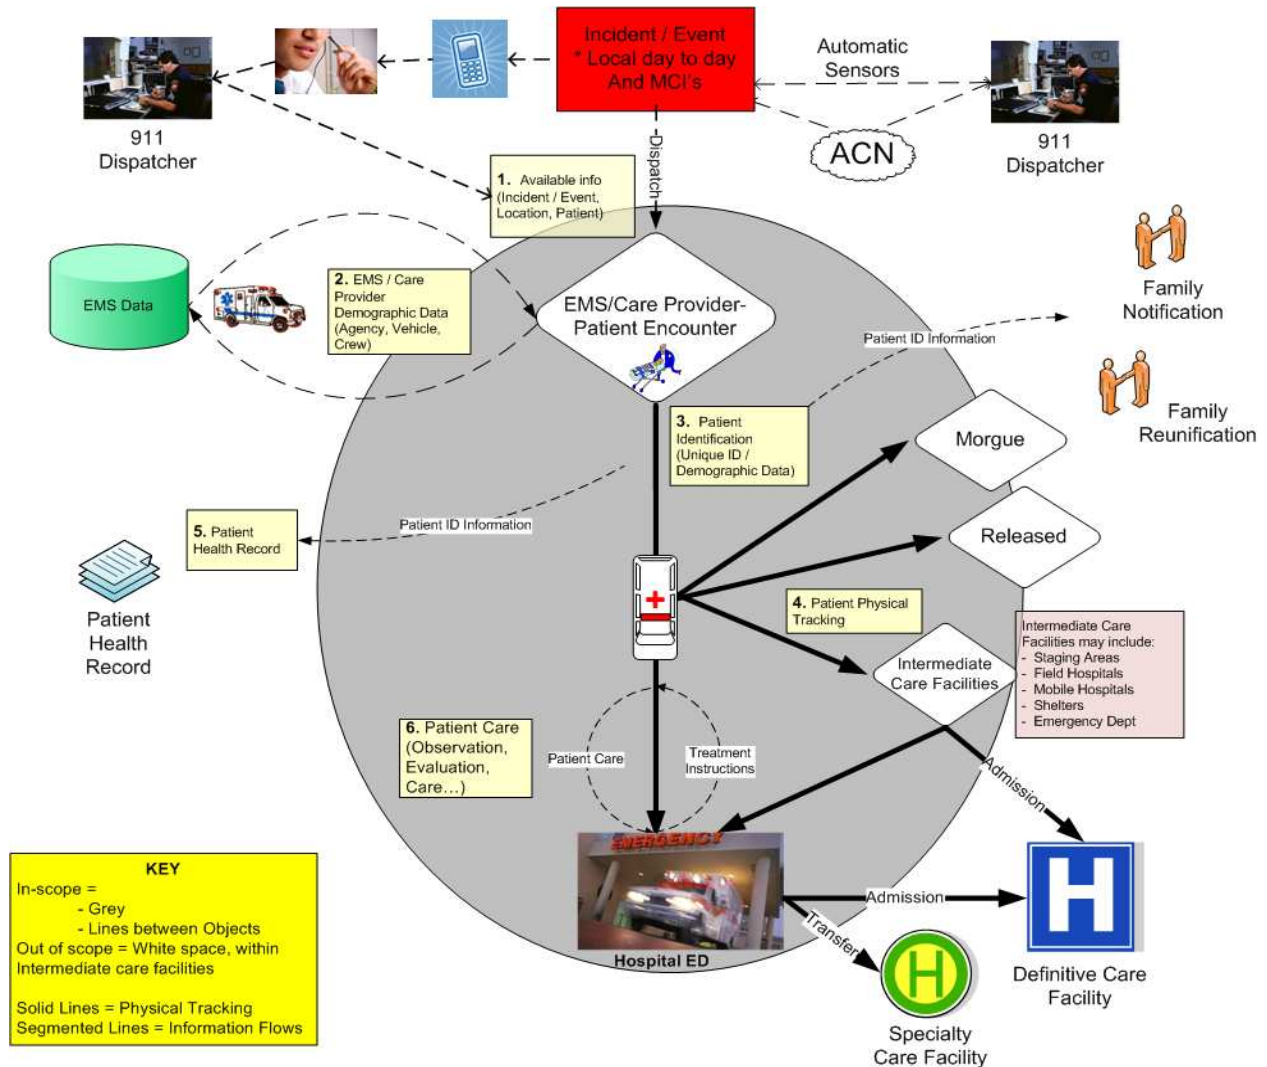 Incident / Event
* Local day to day
And MCI's
Automatic
Sensors
911
Dispatcher
ACN
911
Dispatcher
Dispatch
1. Available info
(Incident / Event,
Location, Patient)
EMS Data
2. EMS / Care
Provider
Demographic Data
(Agency, Vehicle,
Crew)
EMS/Care Provider-
Patient Encounter
Family
Notification
Patient ID Information
Family
Reunification
3. Patient
Identification
(Unique ID /
Demographic Data)
Morgue
Patient ID Information
5. Patient
Health Record
Released
Patient
Health
Record
4. Patient Physical
Tracking
Intermediate
Care Facilities
Intermediate Care
Facilities may include:
- Staging Areas
- Field Hospitals
- Mobile Hospitals
- Shelters
- Emergency Dept
6. Patient Care
(Observation,
Evaluation,
Care...)
Patient Care
Treatment
Instructions
Admission
EMERGENCY
Hospital ED
Admission
Transfer
H
Definitive Care
Facility
H
Specialty
Care Facility
KEY
In-scope =
- Grey
- Lines between Objects
Out of scope = White space, within
Intermediate care facilities
Solid Lines = Physical Tracking
Segmented Lines = Information Flows